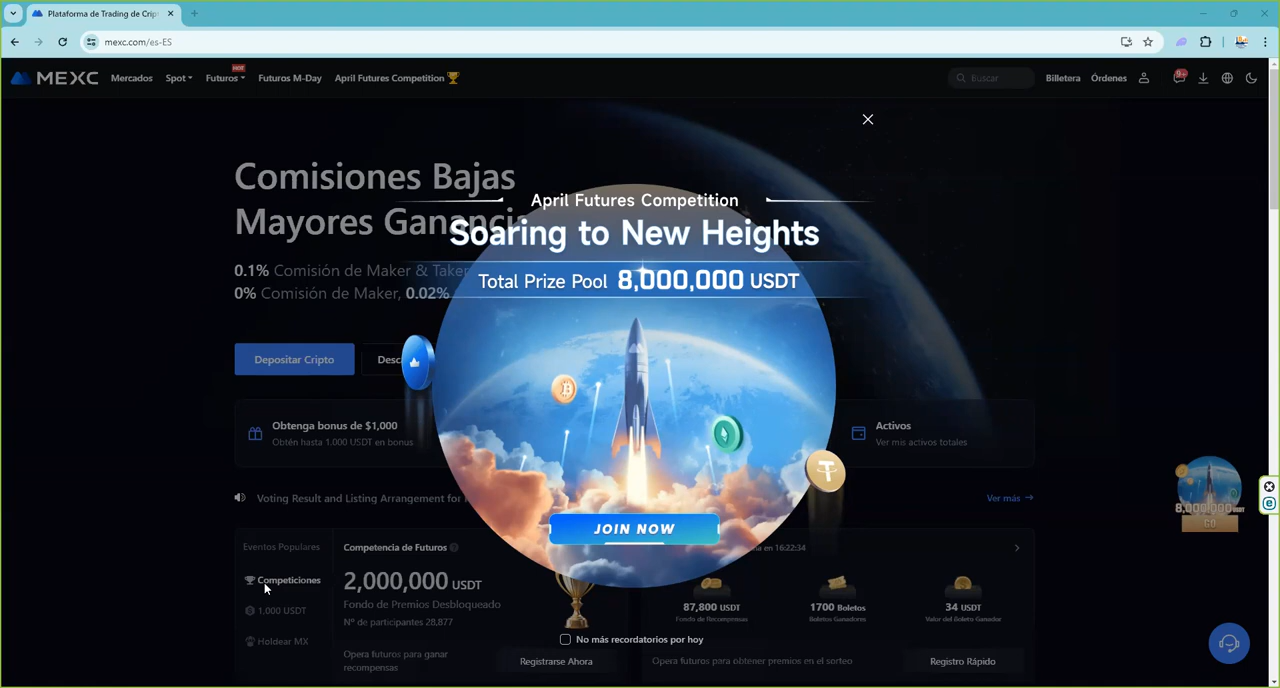 Plataforma de Trading de Crip
mexc.com/es-ES
MEXC
Mercados
Spot
Futuros
HOT
Futuros M-Day
April Futures Competition
Buscar
Billetera
Órdenes
9+
Comisiones Bajas
Mayores Gananci
0.1% Comisión de Maker & Taker
0% Comisión de Maker, 0.02%
Depositar Cripto
Desc
April Futures Competition
Soaring to New Heights
Total Prize Pool 8,000,000 USDT
JOIN NOW
Obtenga bonus de $1,000
Obtén hasta 1.000 USDT en bonus
Activos
Ver mis activos totales
Voting Result and Listing Arrangement for
Ver más
8,000,000 USDT
GO
Eventos Populares
Competiciones
1,000 USDT
Holdear MX
Competencia de Futuros
2,000,000 USDT
Fondo de Premios Desbloqueado
Nº de participantes 28,877
Opera futuros para ganar
recompensas
Registrarse Ahora
en 16:22:34
87,800 USDT
Fondo de Recompensas
1700 Boletos
Boletos Ganadores
34 USDT
Valor del Boleto Ganador
Opera futuros para obtener premios en el sorteo
Registro Rápido
No más recordatorios por hoy